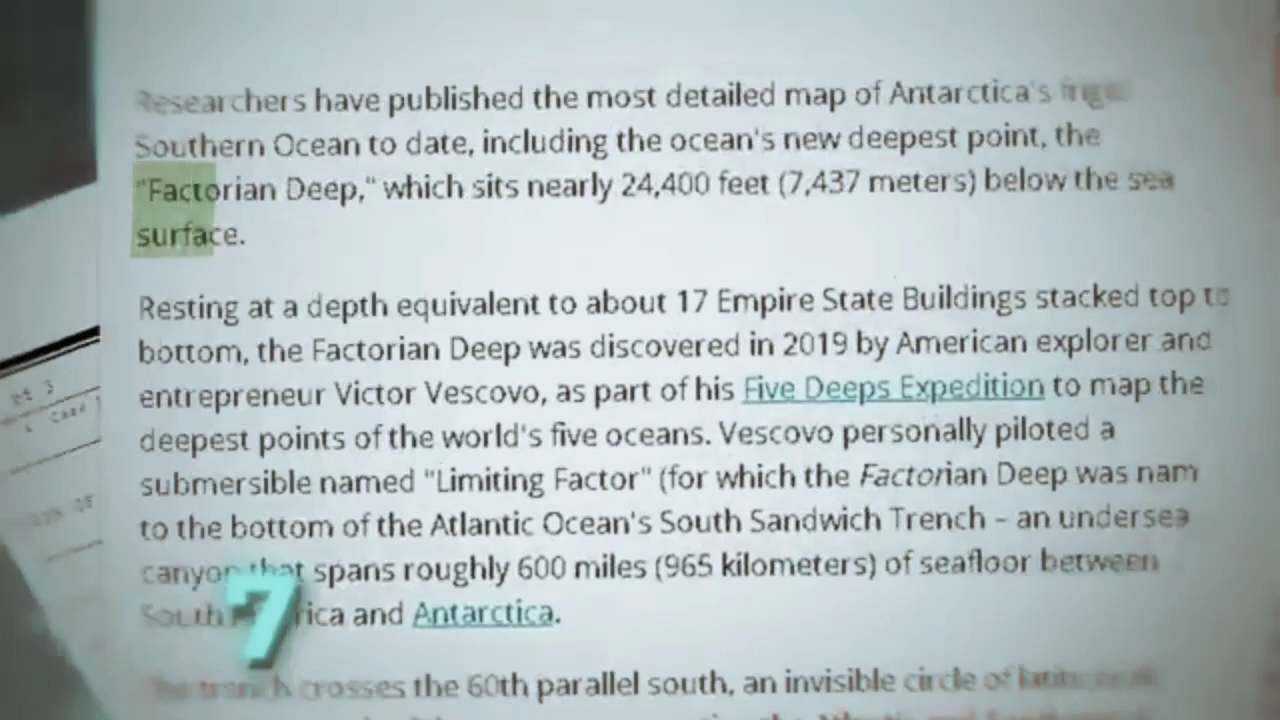 Researchers have published the most detailed map of Antarctica's
Southern Ocean to date, including the ocean's new deepest point, the
"Factorian Deep," which sits nearly 24,400 feet (7,437 meters) below the sea
surface.
Resting at a depth equivalent to about 17 Empire State Buildings stacked top to
bottom, the Factorian Deep was discovered in 2019 by American explorer and
entrepreneur Victor Vescovo, as part of his Five Deeps Expedition to map the
deepest points of the world's five oceans. Vescovo personally piloted a
submersible named "Limiting Factor" (for which the Factorian Deep was nam
to the bottom of the Atlantic Ocean's South Sandwich Trench – an undersea
canyon that spans roughly 600 miles (965 kilometers) of seafloor between
South rica and Antarctica.
7
The trench crosses the 60th parallel south, an invisible circle of